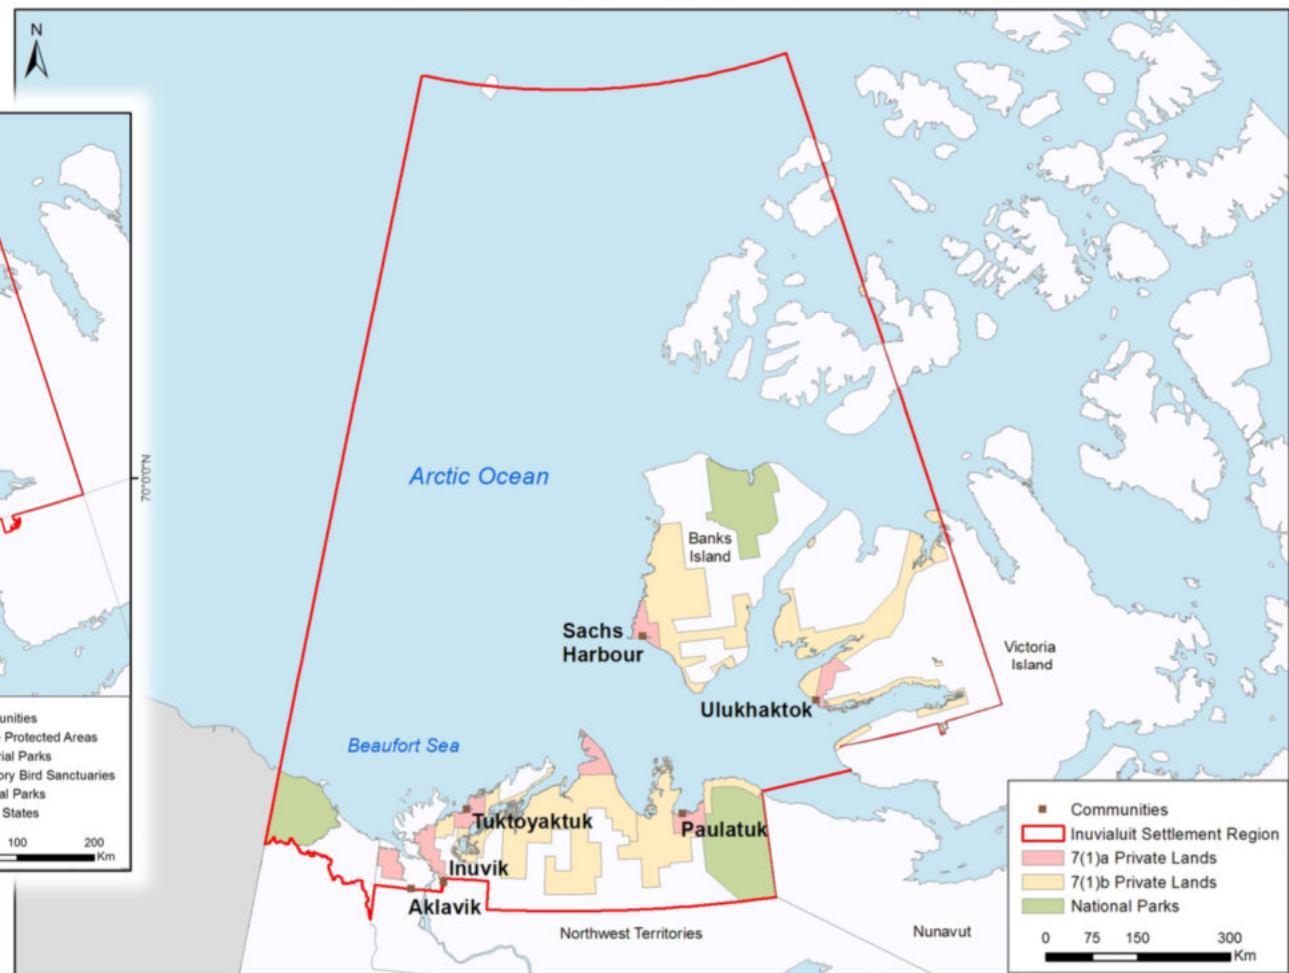 N
Arctic Ocean
70°0'0"N
Banks
Island
Sachs
Harbour
Victoria
Island
Ulukhaktok
Beaufort Sea
Tuktoyaktuk
Paulatuk
Inuvik
Aklavik
Northwest Territories
Nunavut
unities
Protected Areas
rial Parks
ory Bird Sanctuaries
al Parks
States
100 200
Km
Communities
Inuvialuit Settlement Region
7(1)a Private Lands
7(1)b Private Lands
National Parks
0 75 150 300
Km